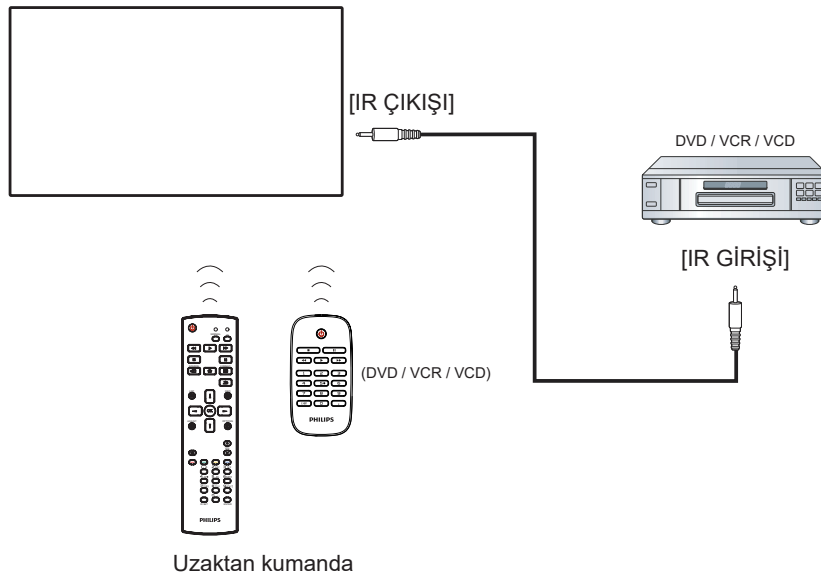 [IR ÇIKIŞI]
DVD / VCR / VCD
[IR GİRİŞİ]
(DVD / VCR / VCD)
PHILIPS
PHILIPS
Uzaktan kumanda